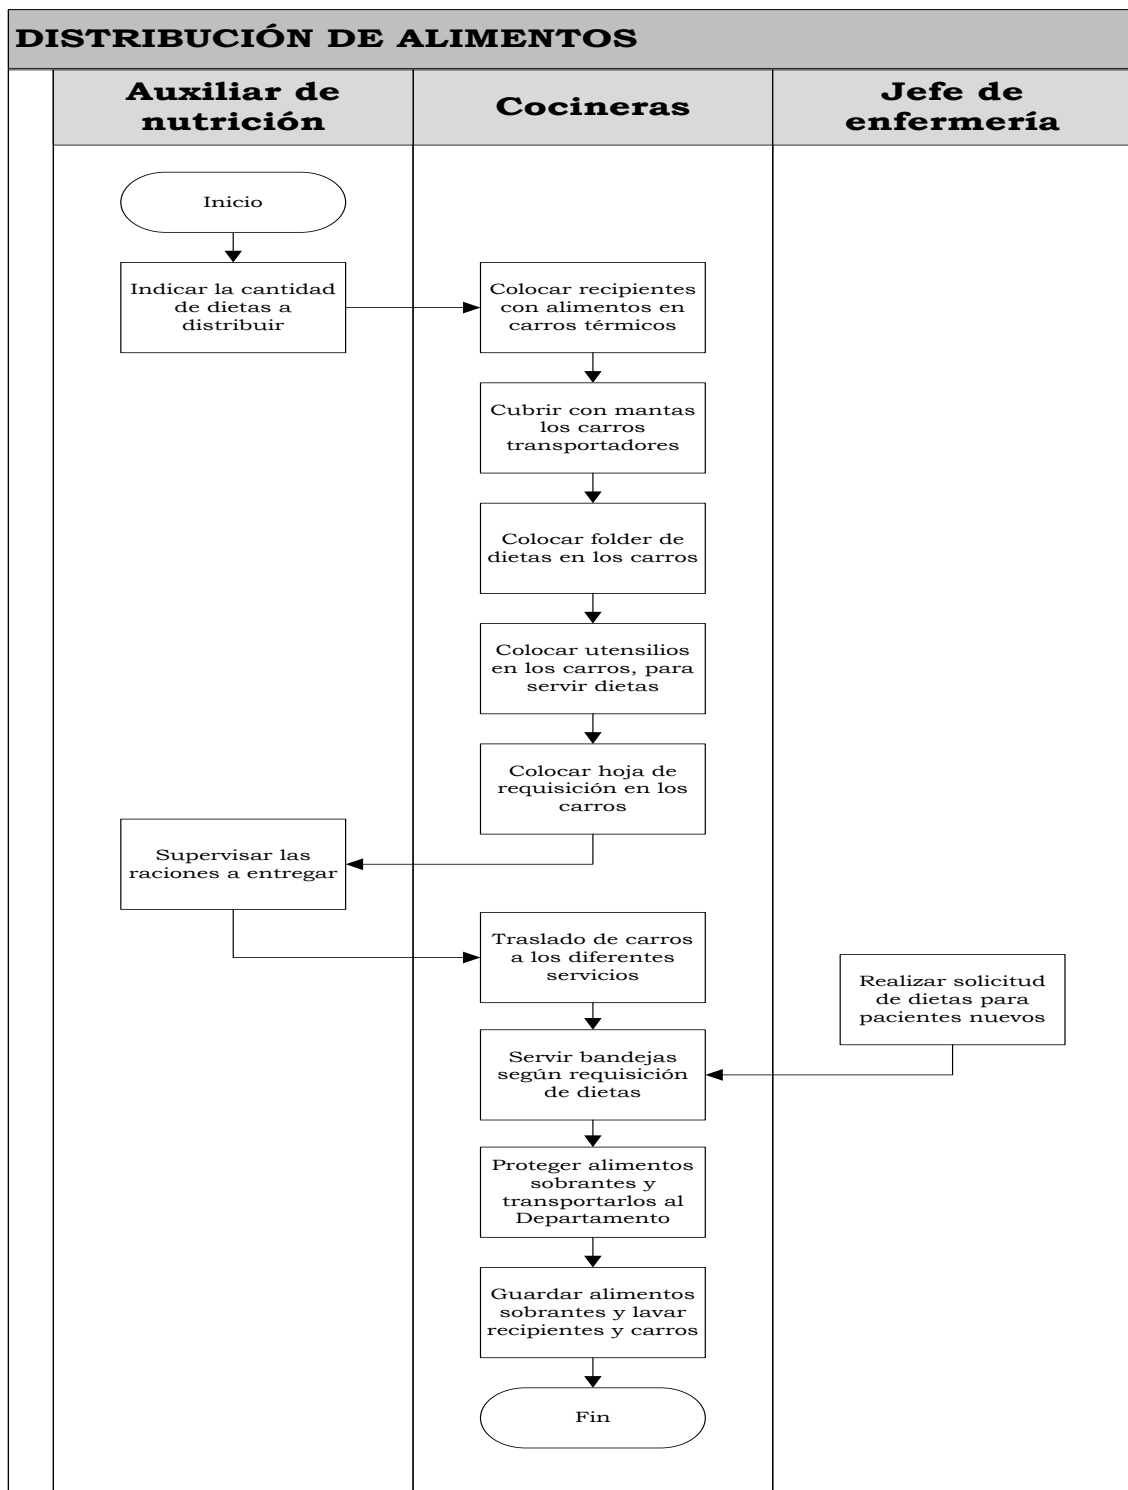 DISTRIBUCIÓN DE ALIMENTOS
Auxiliar de
nutrición
Cocineras
Jefe de
enfermería
Inicio
Indicar la cantidad
de dietas a
distribuir
Colocar recipientes
con alimentos en
carros térmicos
Cubrir con mantas
los carros
transportadores
Colocar folder de
dietas en los carros
Colocar utensilios
en los carros, para
servir dietas
Colocar hoja de
requisición en los
carros
Supervisar las
raciones a entregar
Traslado de carros
a los diferentes
servicios
Realizar solicitud
de dietas para
pacientes nuevos
Servir bandejas
según requisición
de dietas
Proteger alimentos
sobrantes y
transportarlos al
Departamento
Guardar alimentos
sobrantes y lavar
recipientes y carros
Fin